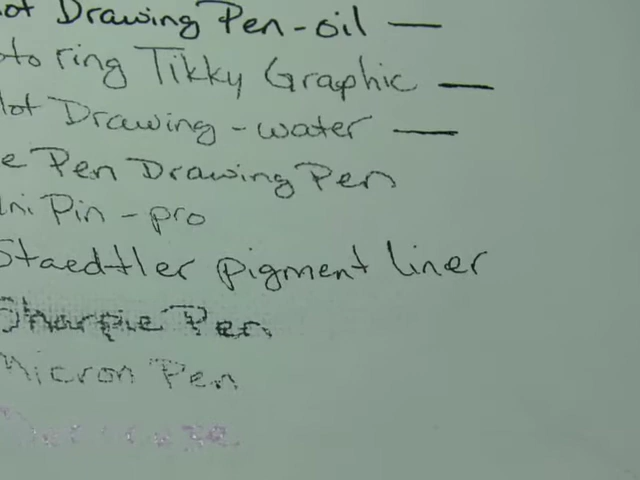 ot Drawing Pen-oil —
to ring Tikky Graphic —
lot Drawing - water —
e Pen Drawing Pen
ni Pin - pro
Staedtler pigment liner
Sharpie Pen
Micron Pen